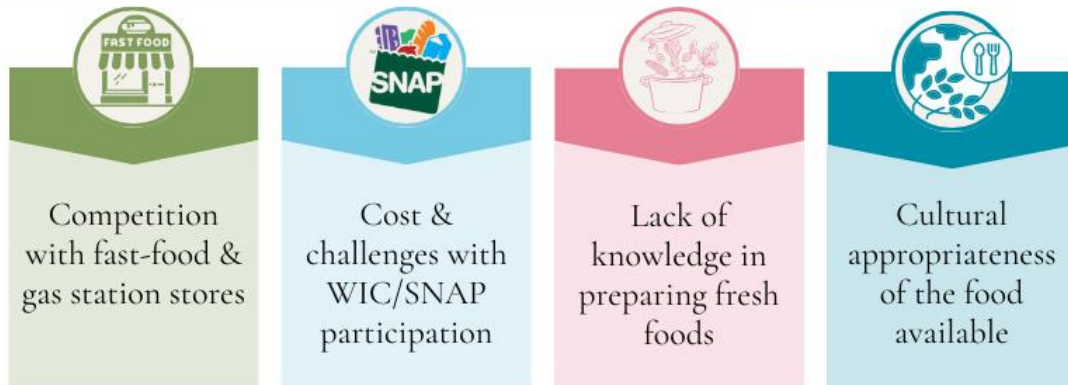 FAST FOOD
Competition
with fast-food &
gas station stores
SNAP
Cost &
challenges with
WIC/SNAP
participation
Lack of
knowledge in
preparing fresh
foods
Cultural
appropriateness
of the food
available